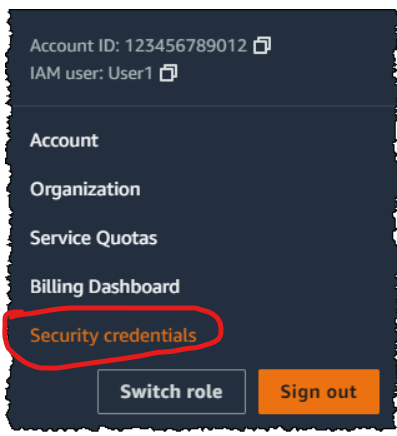 Account ID: 123456789012
IAM user: User1
Account
Organization
Service Quotas
Billing Dashboard
Security credentials
Switch role
Sign out